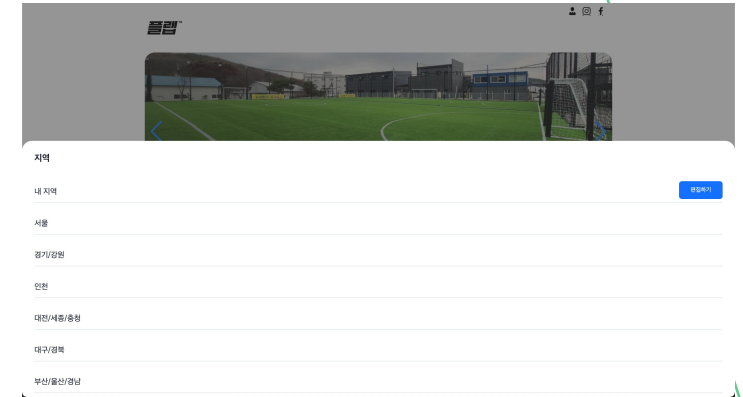 플랩
지역
내 지역
편집하기
서울
경기/강원
인천
대전/세종/충청
대구/경북
부산/울산/경남